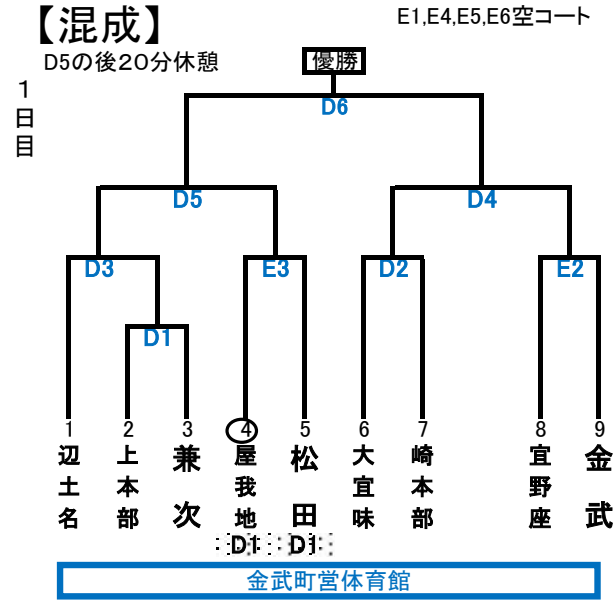 【混成】
E1,E4,E5,E6空コート
D5の後20分休憩
優勝
1日目
D6
D5
D4
D3
E3
D2
E2
D1
1 2 3 4 5 6 7 8 9
辺土名
上本部
兼次
屋我地
松田
大宜味
崎本部
宜野座
金武
D1 D1
金武町営体育館